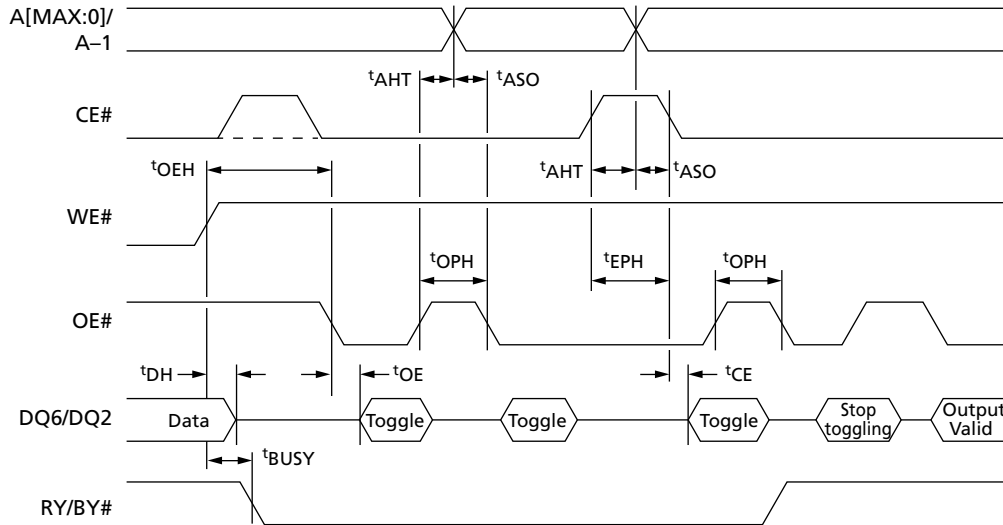 A[MAX:0]/
A–1
tAHT
tASO
CE#
tOEH
tAHT
tASO
WE#
tOPH
tEPH
tOPH
OE#
tDH
tOE
tCE
DQ6/DQ2
Data
Toggle
Toggle
Toggle
Stop
toggling
Output
Valid
tBUSY
RY/BY#